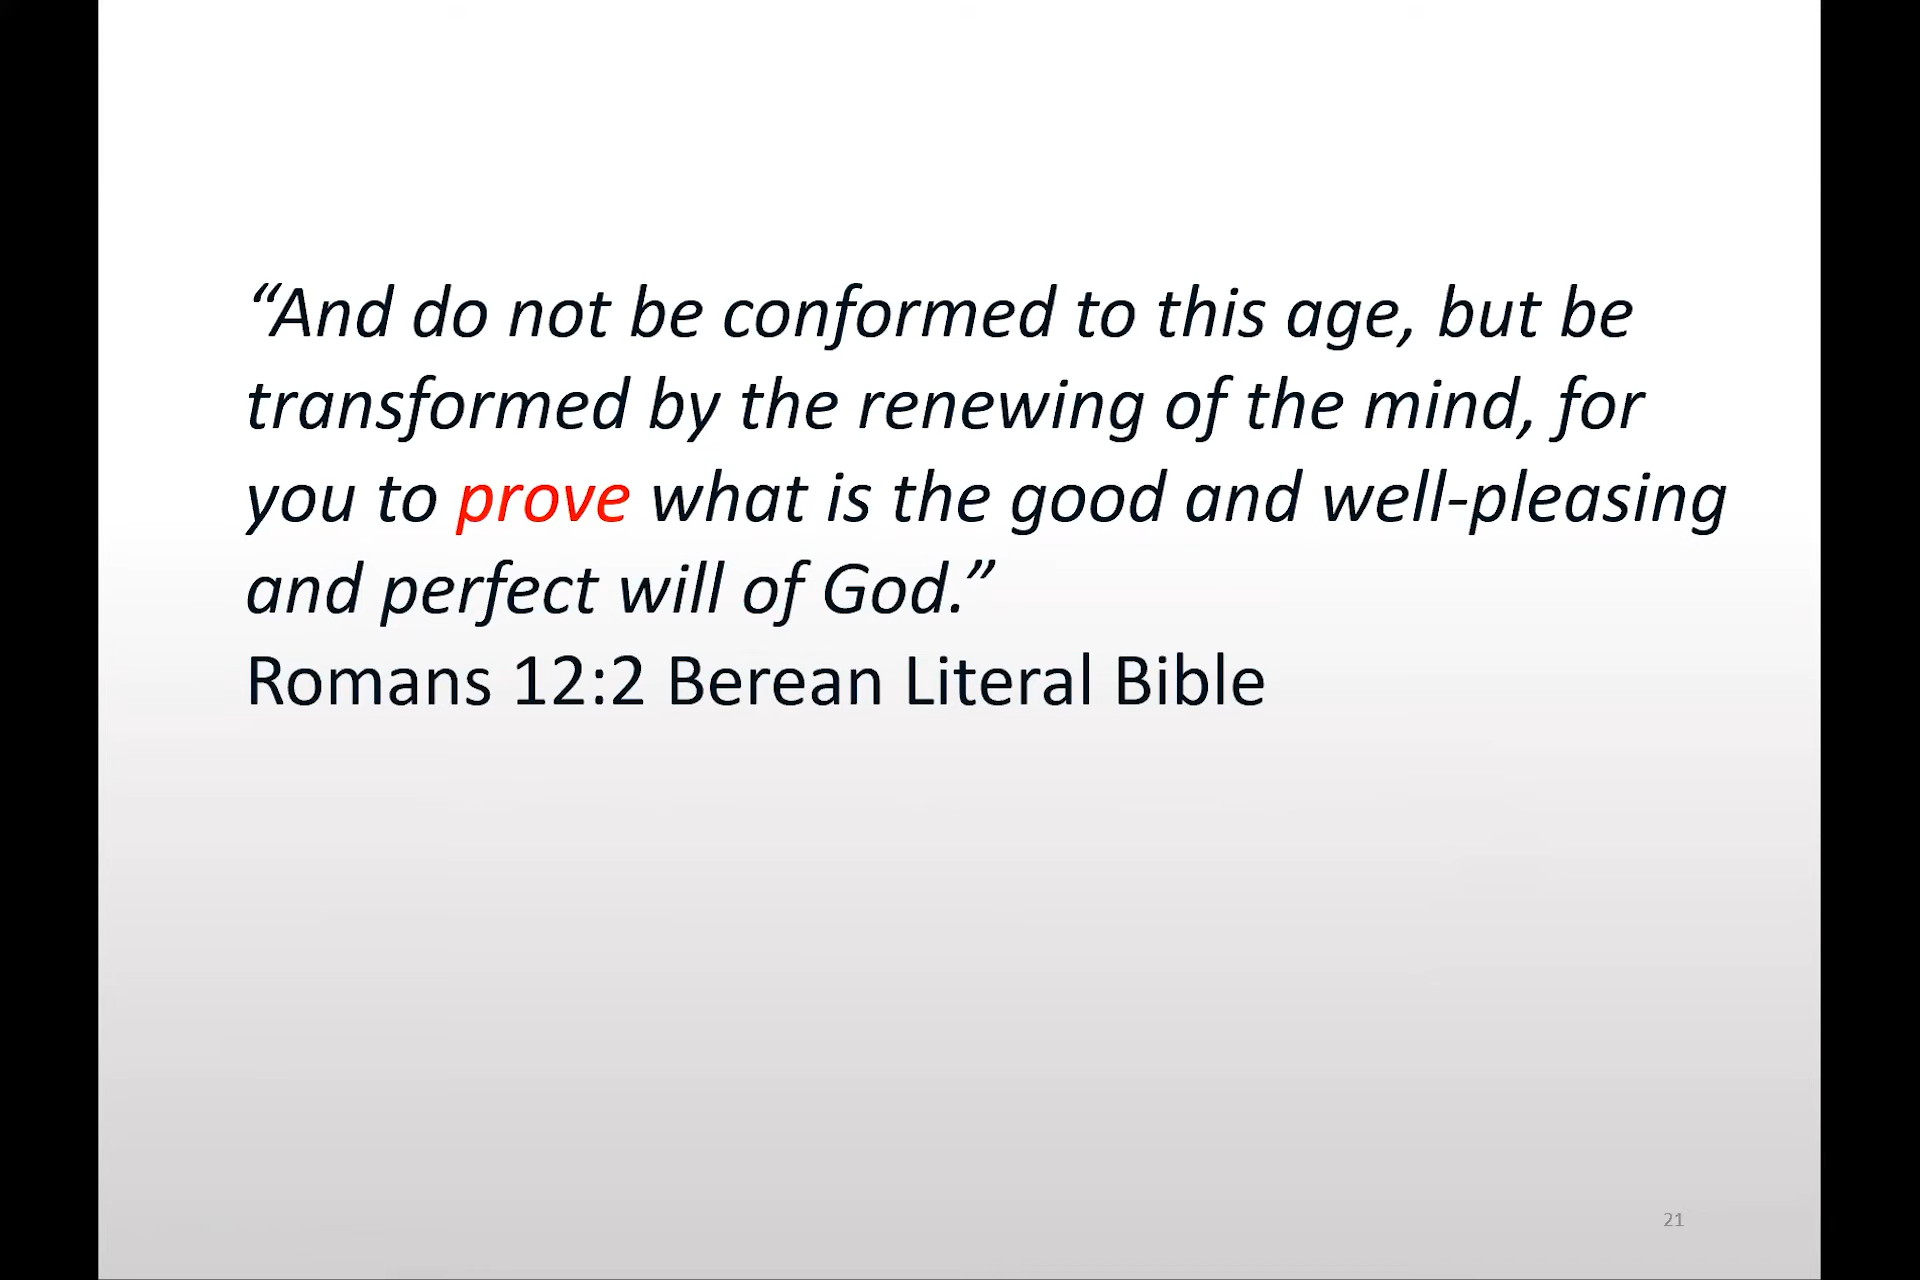 “And do not be conformed to this age, but be
transformed by the renewing of the mind, for
you to prove what is the good and well-pleasing
and perfect will of God.”
Romans 12:2 Berean Literal Bible
21